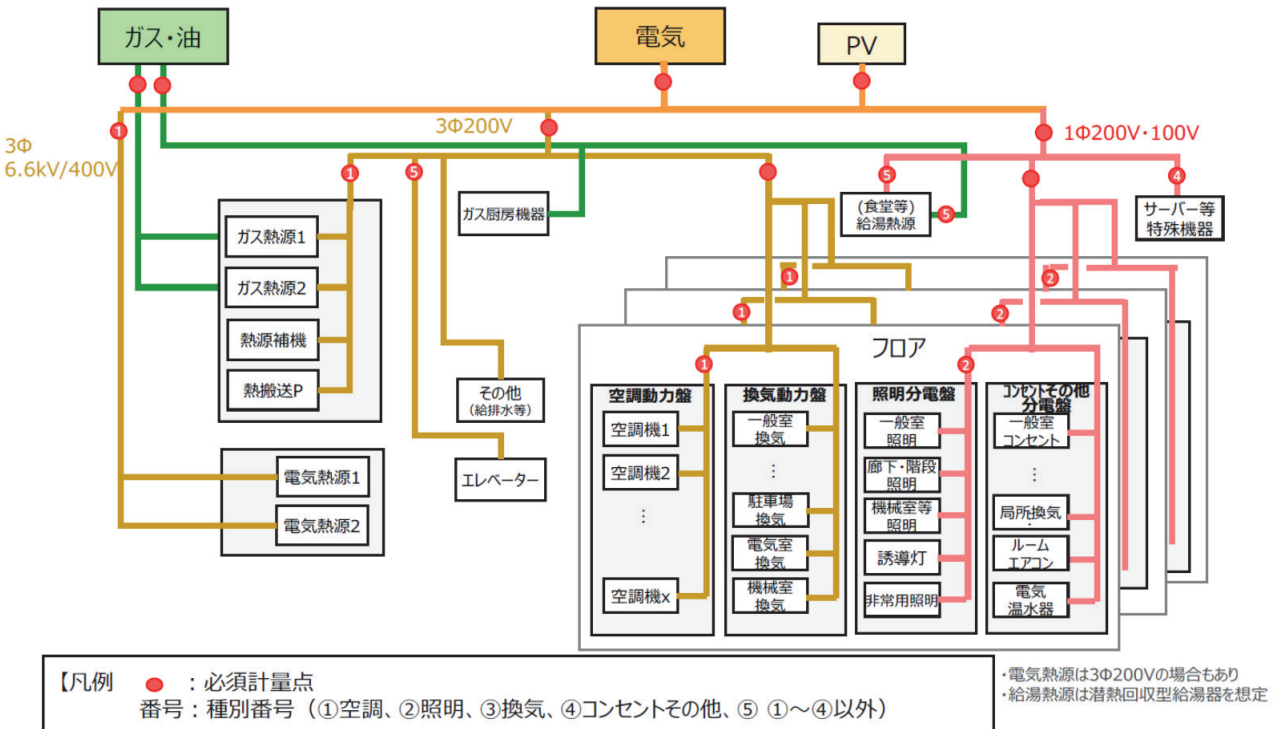 ガス・油
電気
PV
3Φ
6.6kV/400V
1
3Φ200V
1Φ200V・100V
1
5
5
4
ガス厨房機器
(食堂等)
給湯熱源
5
サーバー等
特殊機器
ガス熱源1
ガス熱源2
熱源補機
熱搬送P
電気熱源1
電気熱源2
その他
(給排水等)
エレベーター
1
2
1
2
フロア
1
2
空調動力盤
空調機1
空調機2
⋮
空調機x
換気動力盤
一般室
換気
⋮
駐車場
換気
電気室
換気
機械室
換気
照明分電盤
一般室
照明
廊下・階段
照明
機械室等
照明
誘導灯
非常用照明
コンセントその他
分電盤
一般室
コンセント
⋮
局所換気
ルーム
エアコン
電気
温水器
【凡例 ：必須計量点
番号：種別番号（①空調、②照明、③換気、④コンセントその他、⑤ ①～④以外）
・電気熱源は3Φ200Vの場合もあり
・給湯熱源は潜熱回収型給湯器を想定